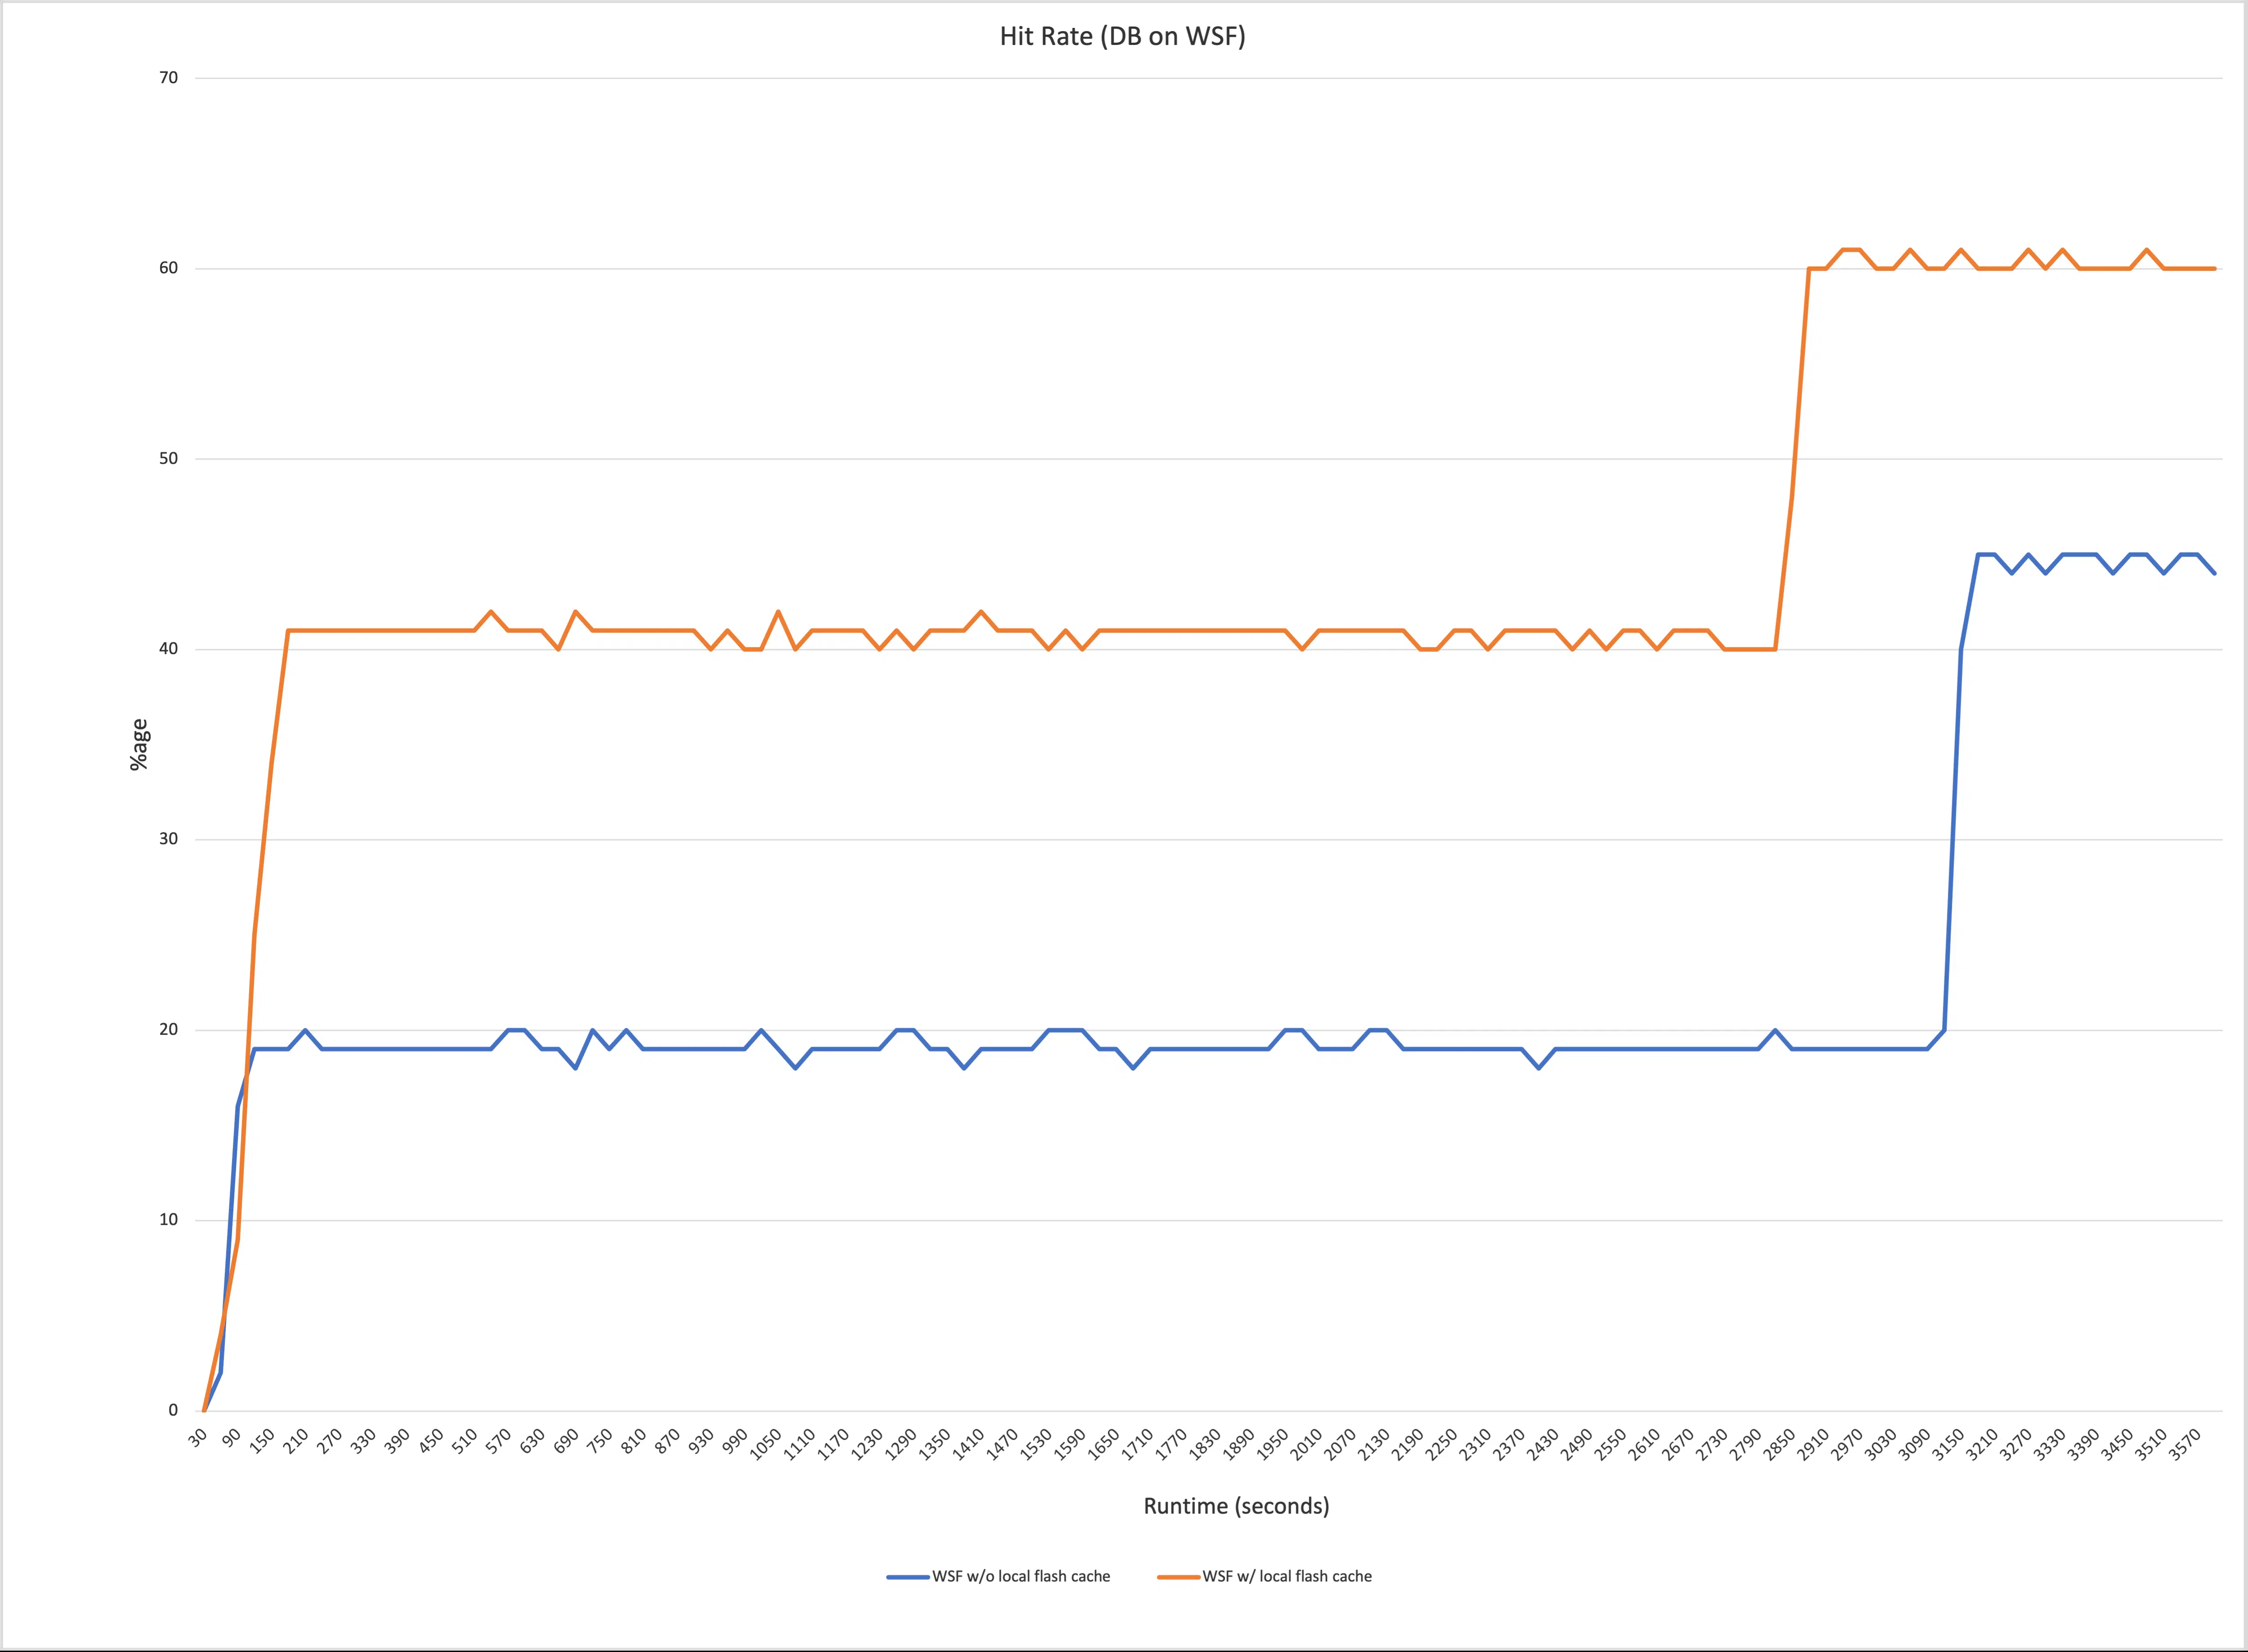 Hit Rate (DB on WSF)
70
60
50
40
30
20
10
0
%age
30 90 150 210 270 330 390 450 510 570 630 690 750 810 870 930 990 1050 1110 1170 1230 1290 1350 1410 1470 1530 1590 1650 1710 1770 1830 1890 1950 2010 2070 2130 2190 2250 2310 2370 2430 2490 2550 2610 2670 2730 2790 2850 2910 2970 3030 3090 3150 3210 3270 3330 3390 3450 3510 3570
Runtime (seconds)
WSF w/o local flash cache WSF w/ local flash cache